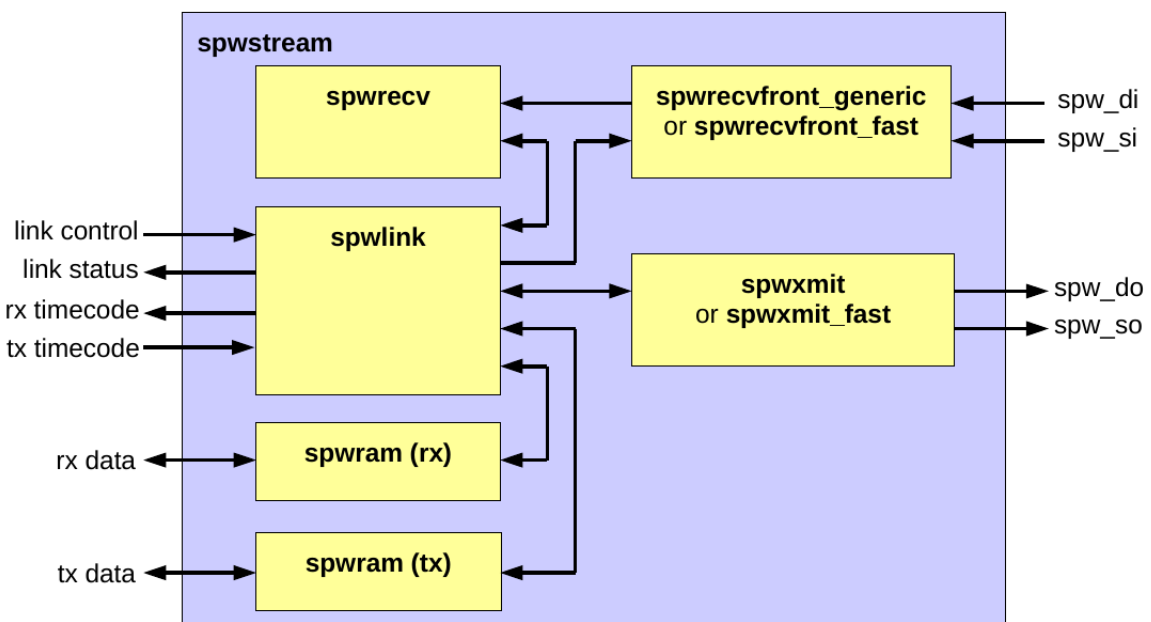 spwstream
spwrecv
spwrecvfront_generic
or spwrecvfront_fast
spw_di
spw_si
link control
link status
rx timecode
tx timecode
spwlink
spwxmit
or spwxmit_fast
spw_do
spw_so
rx data
spwram (rx)
tx data
spwram (tx)